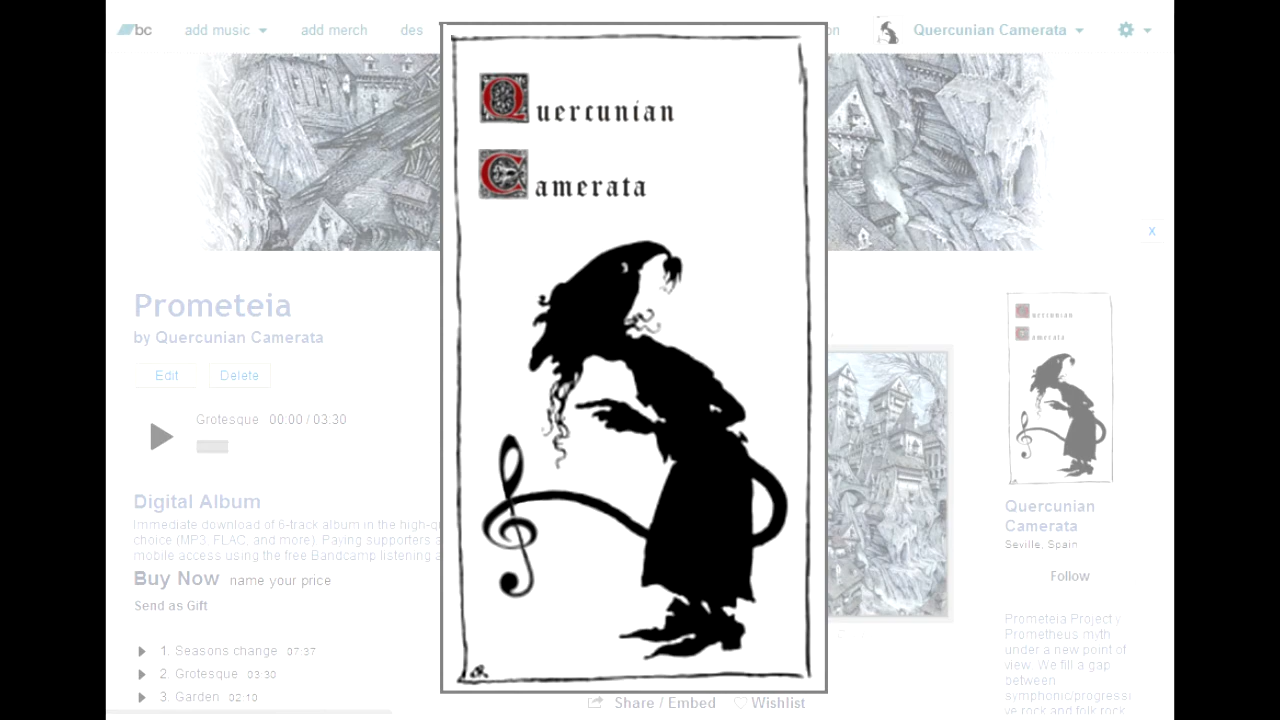 bc add music add merch des on Quercunian Camerata
Quercunian
Camerata
X
Prometeia
by Quercunian Camerata
Edit Delete
Grotesque 00:00 / 03:30
Digital Album
Immediate download of 6-track album in the high-q
choice (MP3, FLAC, and more). Paying supporters a
mobile access using the free Bandcamp listening a
Buy Now name your price
Send as Gift
1. Seasons change 07:37
2. Grotesque 03:30
3. Garden 02:10
Share / Embed Wishlist
Quercunian
Camerata
Quercunian
Camerata
Seville, Spain
Follow
Prometeia Project y
Prometheus myth
under a new point of
view. We fill a gap
between
symphonic/progressi
ve rock and folk rock